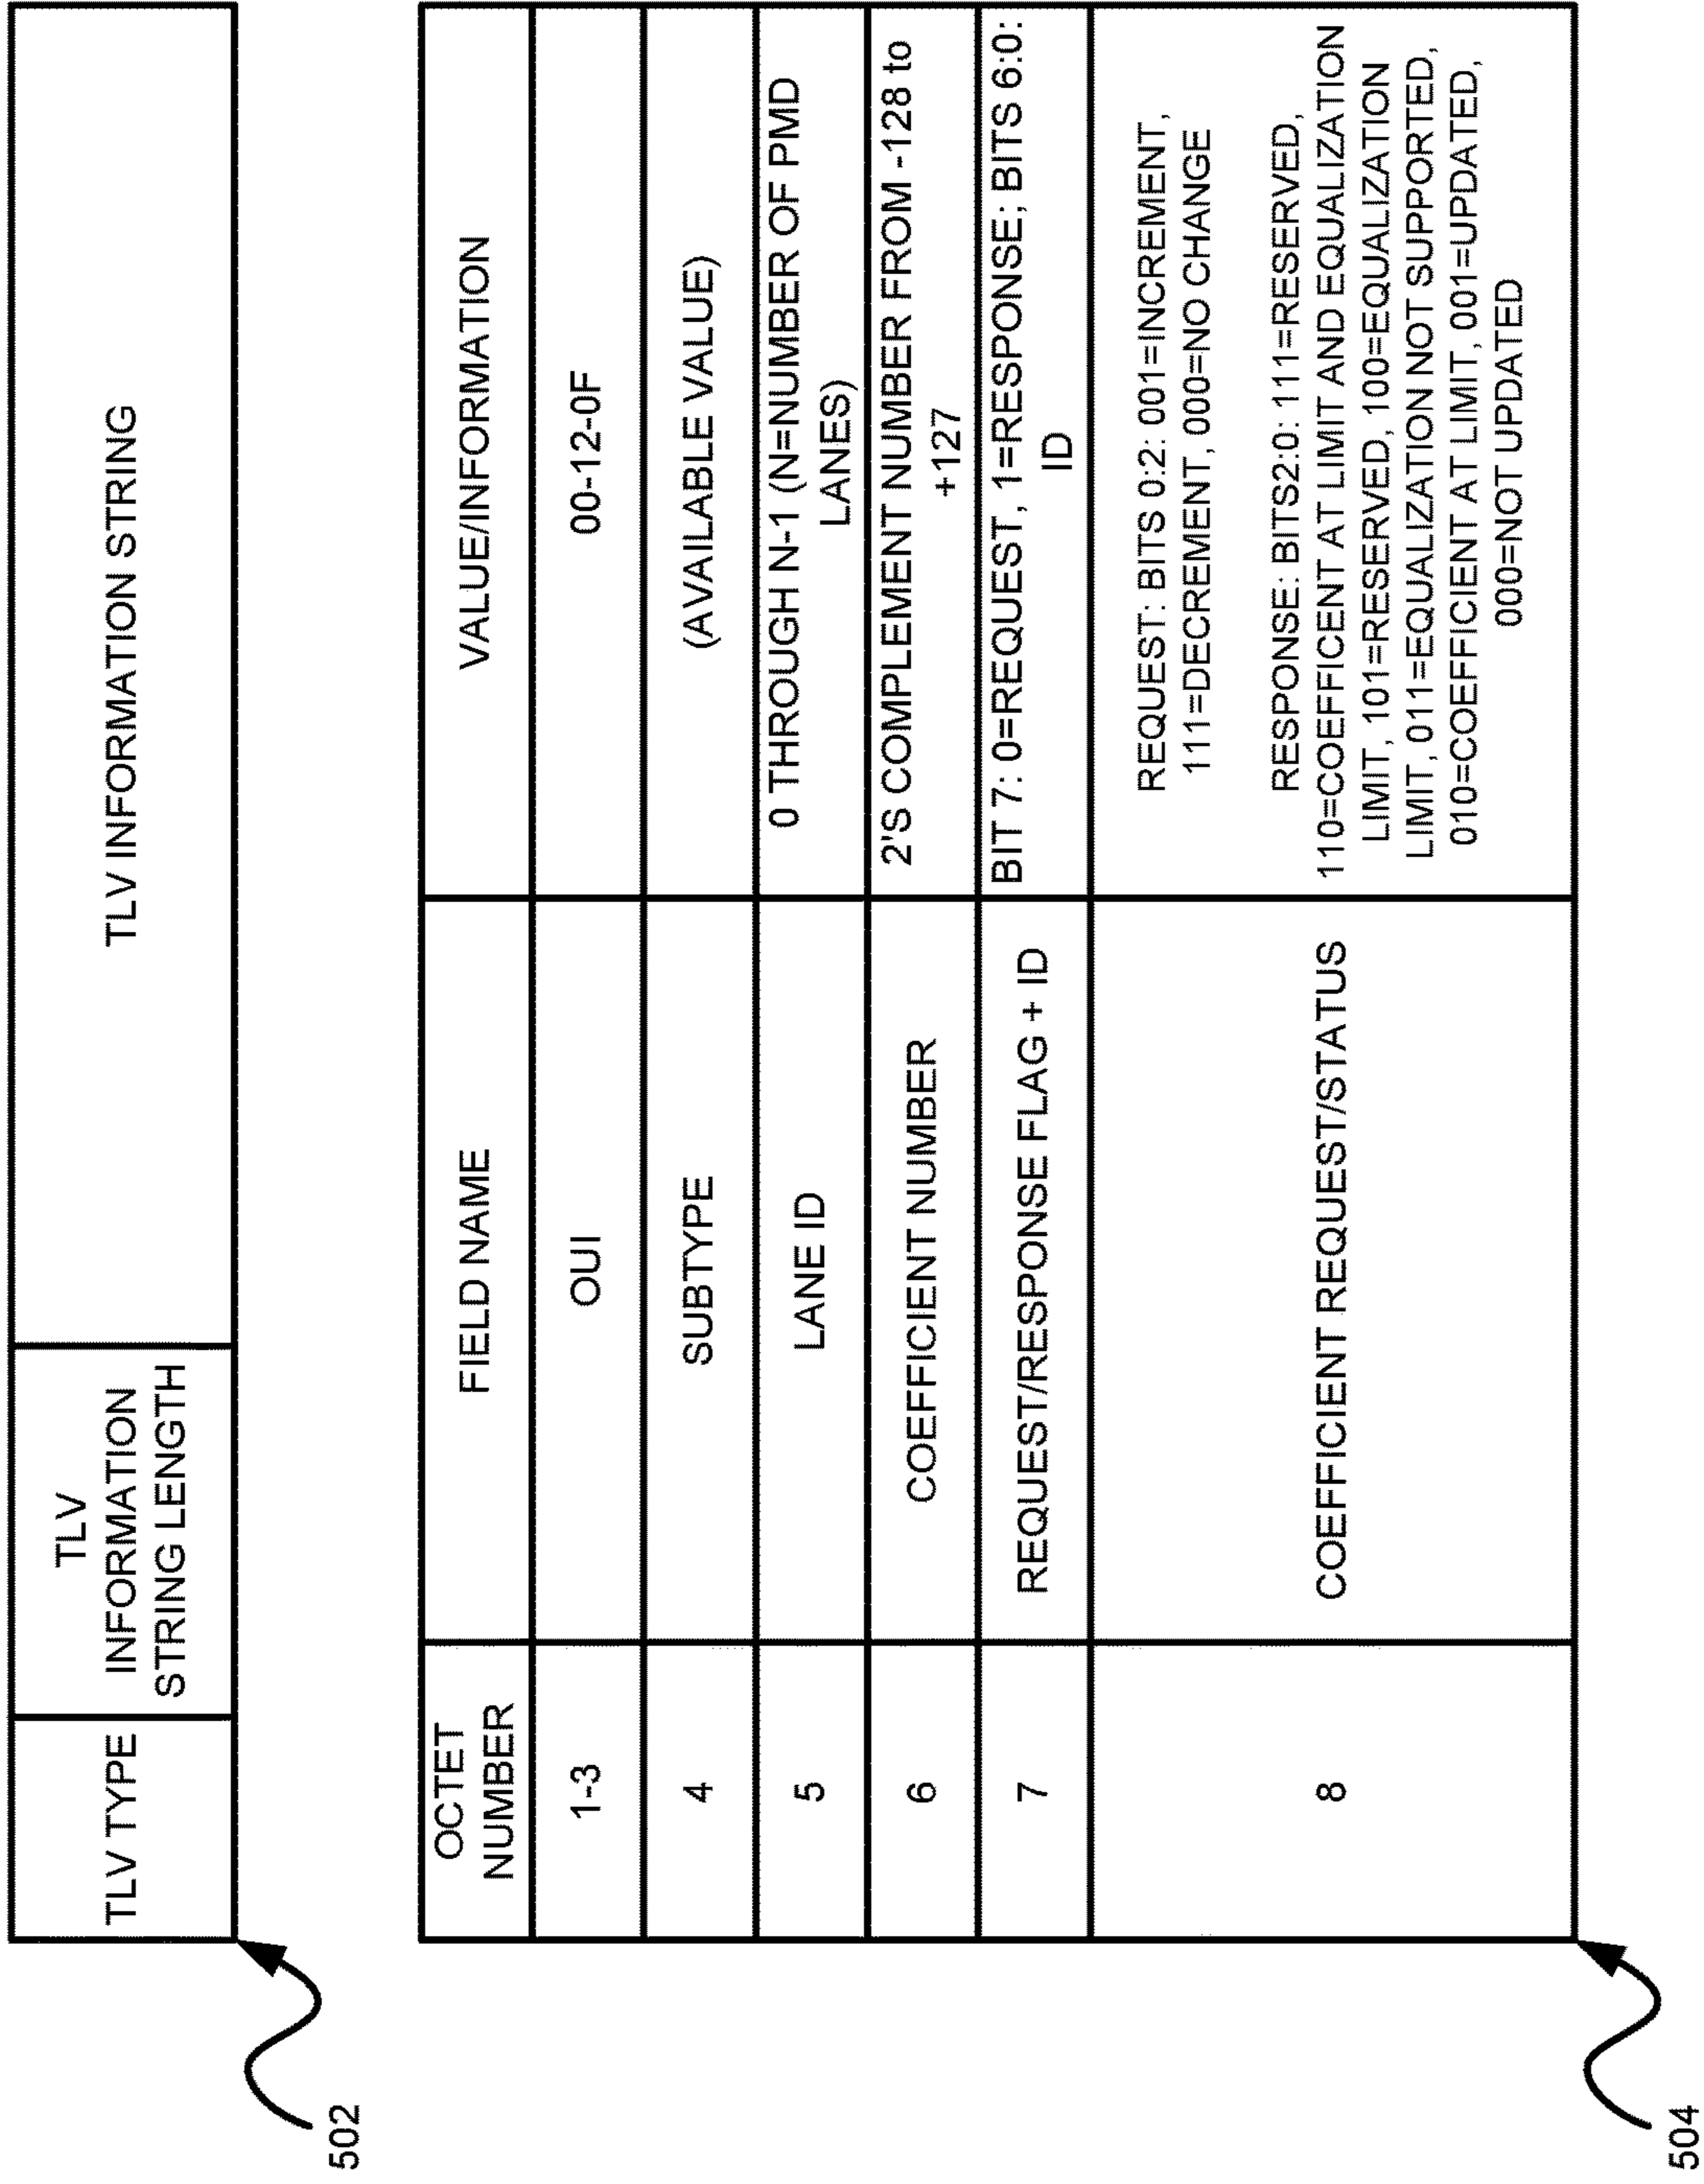 TLV TYPE
TLV
INFORMATION
STRING LENGTH
TLV INFORMATION STRING
502
OCTET
NUMBER
FIELD NAME
VALUE/INFORMATION
1-3
OUI
00-12-0F
4
SUBTYPE
(AVAILABLE VALUE)
5
LANE ID
0 THROUGH N-1 (N=NUMBER OF PMD
LANES)
6
COEFFICIENT NUMBER
2'S COMPLEMENT NUMBER FROM -128 to
+127
7
REQUEST/RESPONSE FLAG + ID
BIT 7: 0=REQUEST, 1=RESPONSE; BITS 6:0:
ID
8
COEFFICIENT REQUEST/STATUS
REQUEST: BITS 0:2: 001=INCREMENT,
111=DECREMENT, 000=NO CHANGE
RESPONSE: BITS2:0: 111=RESERVED,
110=COEFFICENT AT LIMIT AND EQUALIZATION
LIMIT, 101=RESERVED, 100=EQUALIZATION
LIMIT, 011=EQUALIZATION NOT SUPPORTED,
010=COEFFICIENT AT LIMIT, 001=UPDATED,
000=NOT UPDATED
504